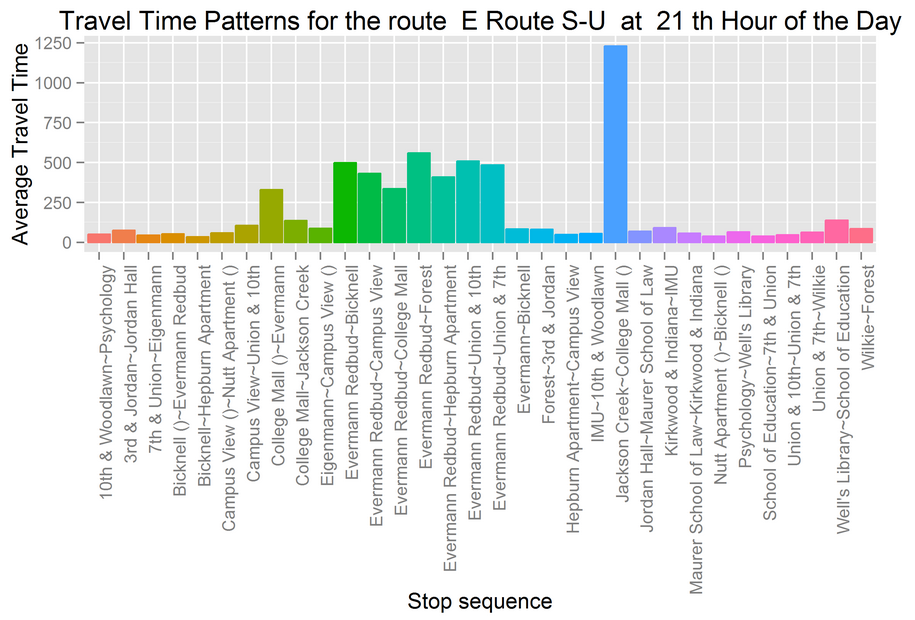 Travel Time Patterns for the route  E Route S-U  at  21 th Hour of the Day
Average Travel Time
1250
1000
750
500
250
0
10th & Woodlawn~Psychology
3rd & Jordan~Jordan Hall
7th & Union~Eigenmann
Bicknell ()~Evermann Redbud
Bicknell~Hepburn Apartment
Campus View ()~Nutt Apartment ()
Campus View~Union & 10th
College Mall ()~Evermann
College Mall~Jackson Creek
Eigenmann~Campus View ()
Evermann Redbud~Bicknell
Evermann Redbud~Campus View
Evermann Redbud~College Mall
Evermann Redbud~Forest
Evermann Redbud~Hepburn Apartment
Evermann Redbud~Union & 10th
Evermann Redbud~Union & 7th
Evermann~Bicknell
Forest~3rd & Jordan
Hepburn Apartment~Campus View
IMU~10th & Woodlawn
Jackson Creek~College Mall ()
Jordan Hall~Maurer School of Law
Kirkwood & Indiana~IMU
Maurer School of Law~Kirkwood & Indiana
Nutt Apartment ()~Bicknell ()
Psychology~Well's Library
School of Education~7th & Union
Union & 10th~Union & 7th
Union & 7th~Wilkie
Well's Library~School of Education
Wilkie~Forest
Stop sequence